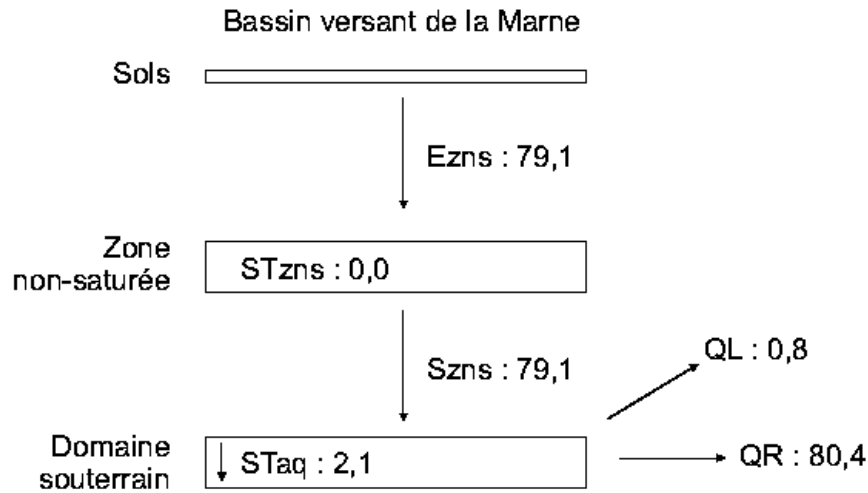 Bassin versant de la Marne
Sols
Ezns : 79,1
Zone
non-saturée
STzns : 0,0
Szns : 79,1
QL : 0,8
Domaine
souterrain
STaq : 2,1
QR : 80,4